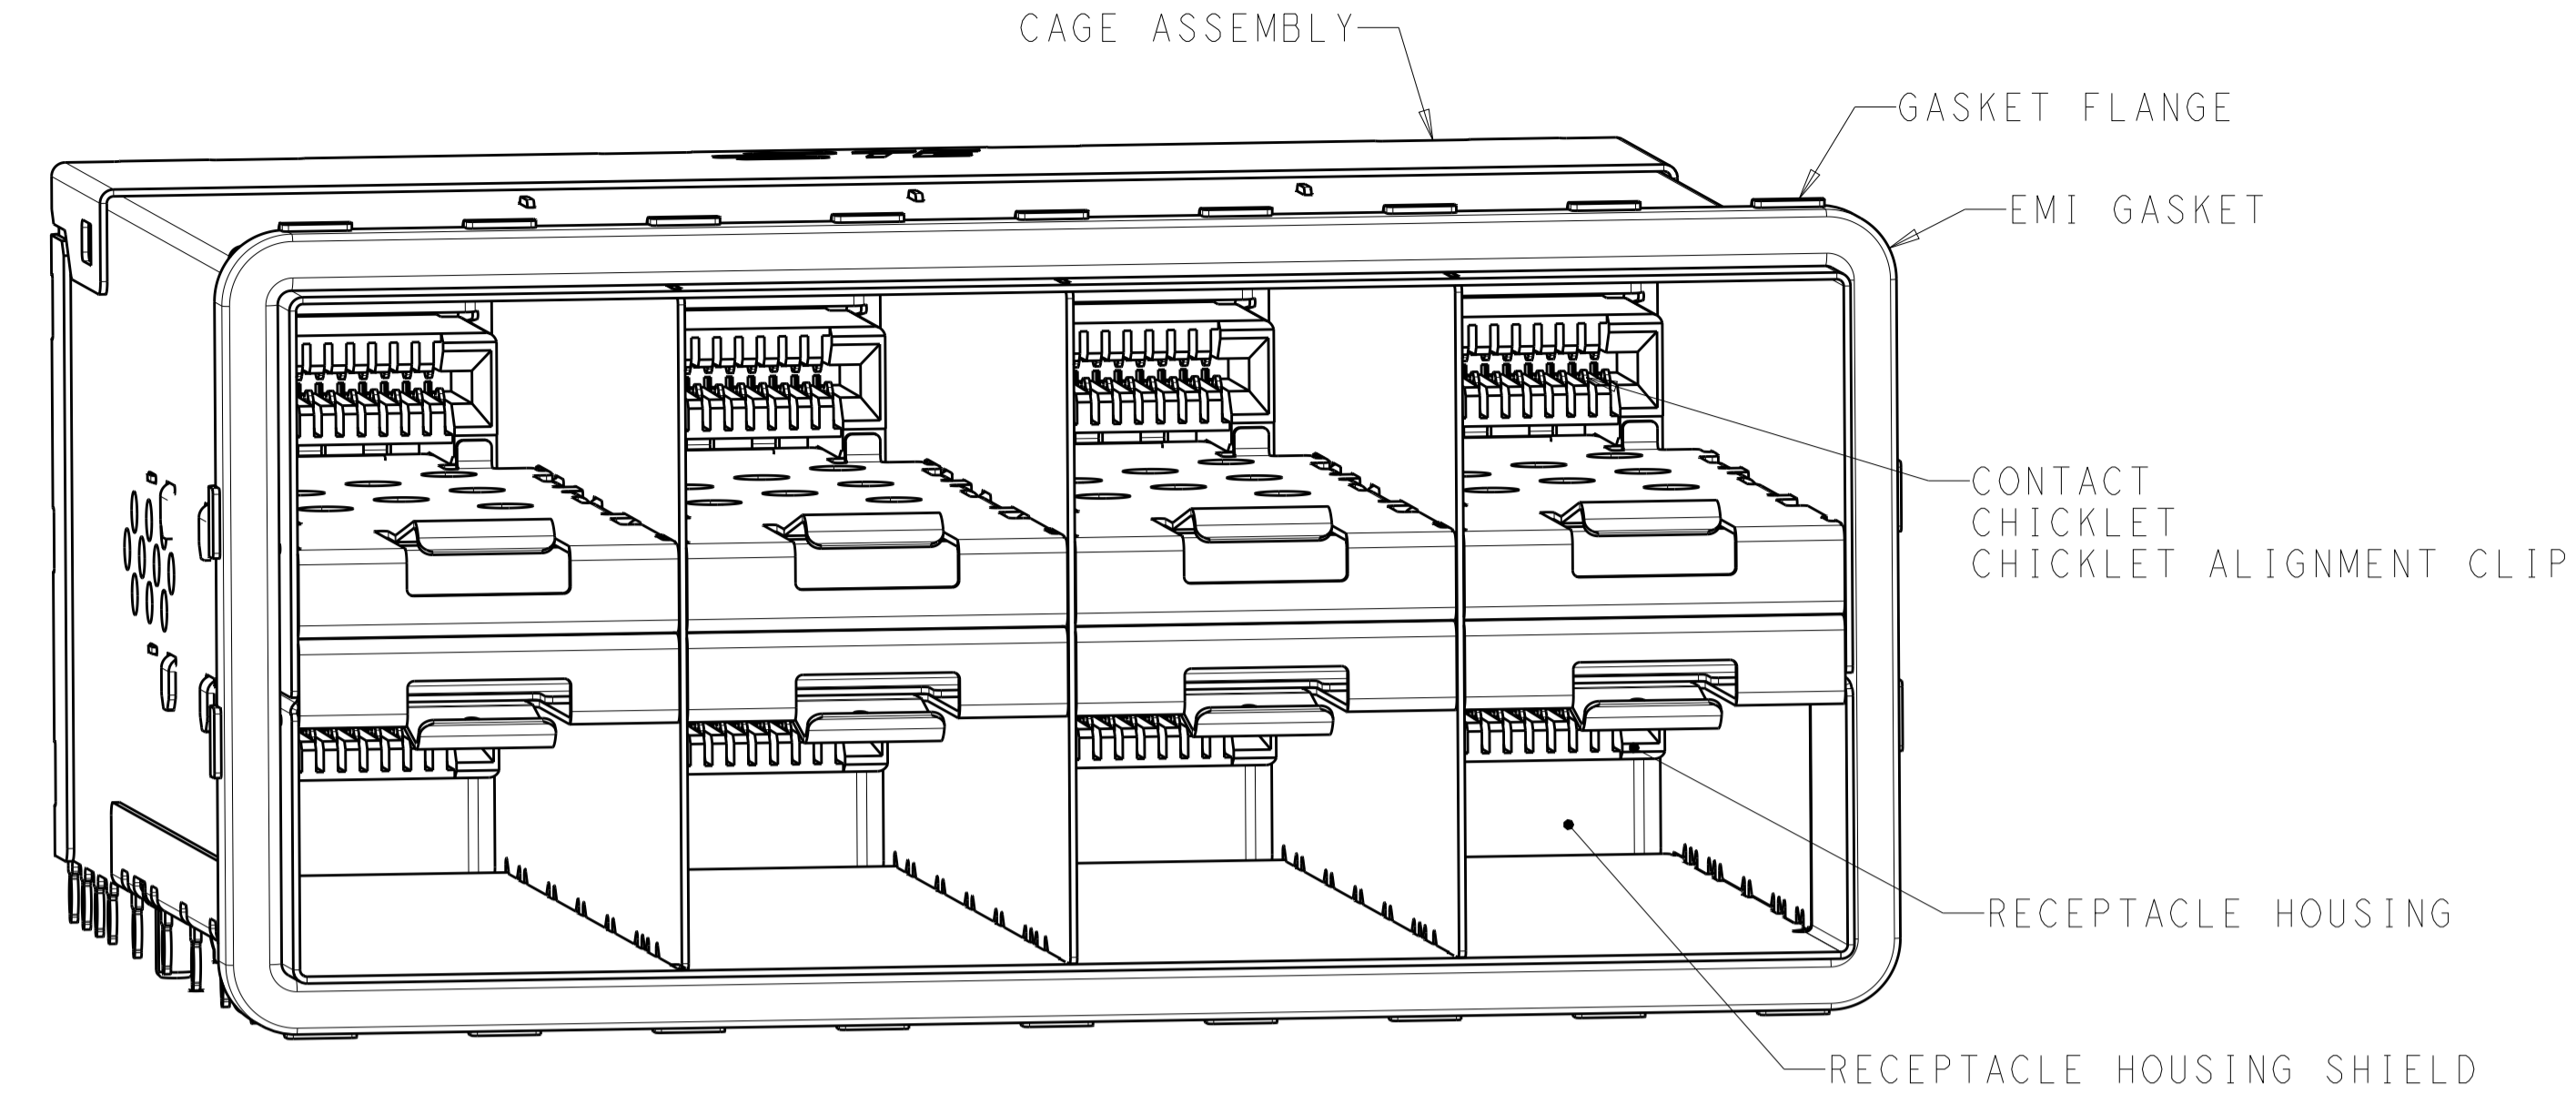 CAGE ASSEMBLY
GASKET FLANGE
EMI GASKET
CONTACT
CHICKLET
CHICKLET ALIGNMENT CLIP
RECEPTACLE HOUSING
RECEPTACLE HOUSING SHIELD